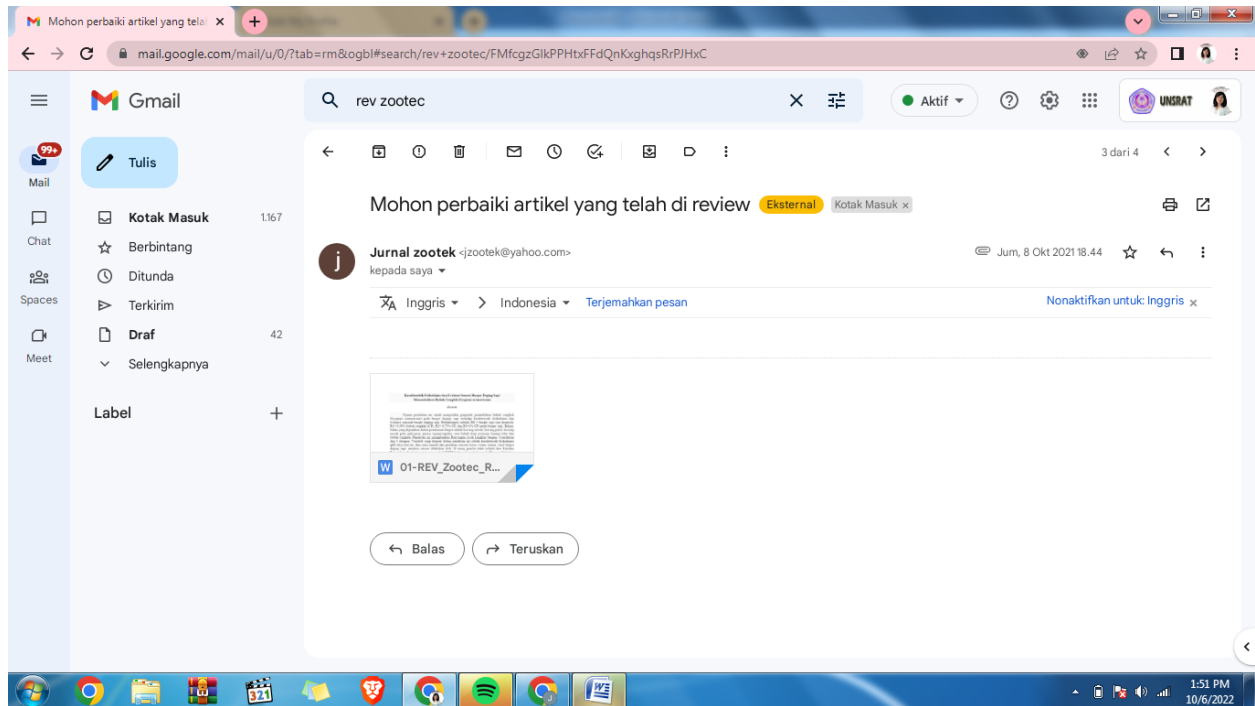 Mohon perbaiki artikel yang tela
mail.google.com/mail/u/0/?tab=rm&ogbl#search/rev+zootec/FMfcgzGlkPPHtxFFdQnKxghqsRrPJHxC
Gmail
rev zootec
Aktif
UNSRAT
99+
Mail
Chat
Spaces
Meet
Tulis
Kotak Masuk 1.167
Berbintang
Ditunda
Terkirim
Draf 42
Selengkapnya
Label
3 dari 4
Mohon perbaiki artikel yang telah di review Eksternal Kotak Masuk ×
j
Jurnal zootek <jzootek@yahoo.com> Jum, 8 Okt 2021 18.44
kepada saya
Inggris Indonesia Terjemahkan pesan Nonaktifkan untuk: Inggris ×
W 01-REV_Zootec_R...
Balas Teruskan
321
1:51 PM
10/6/2022